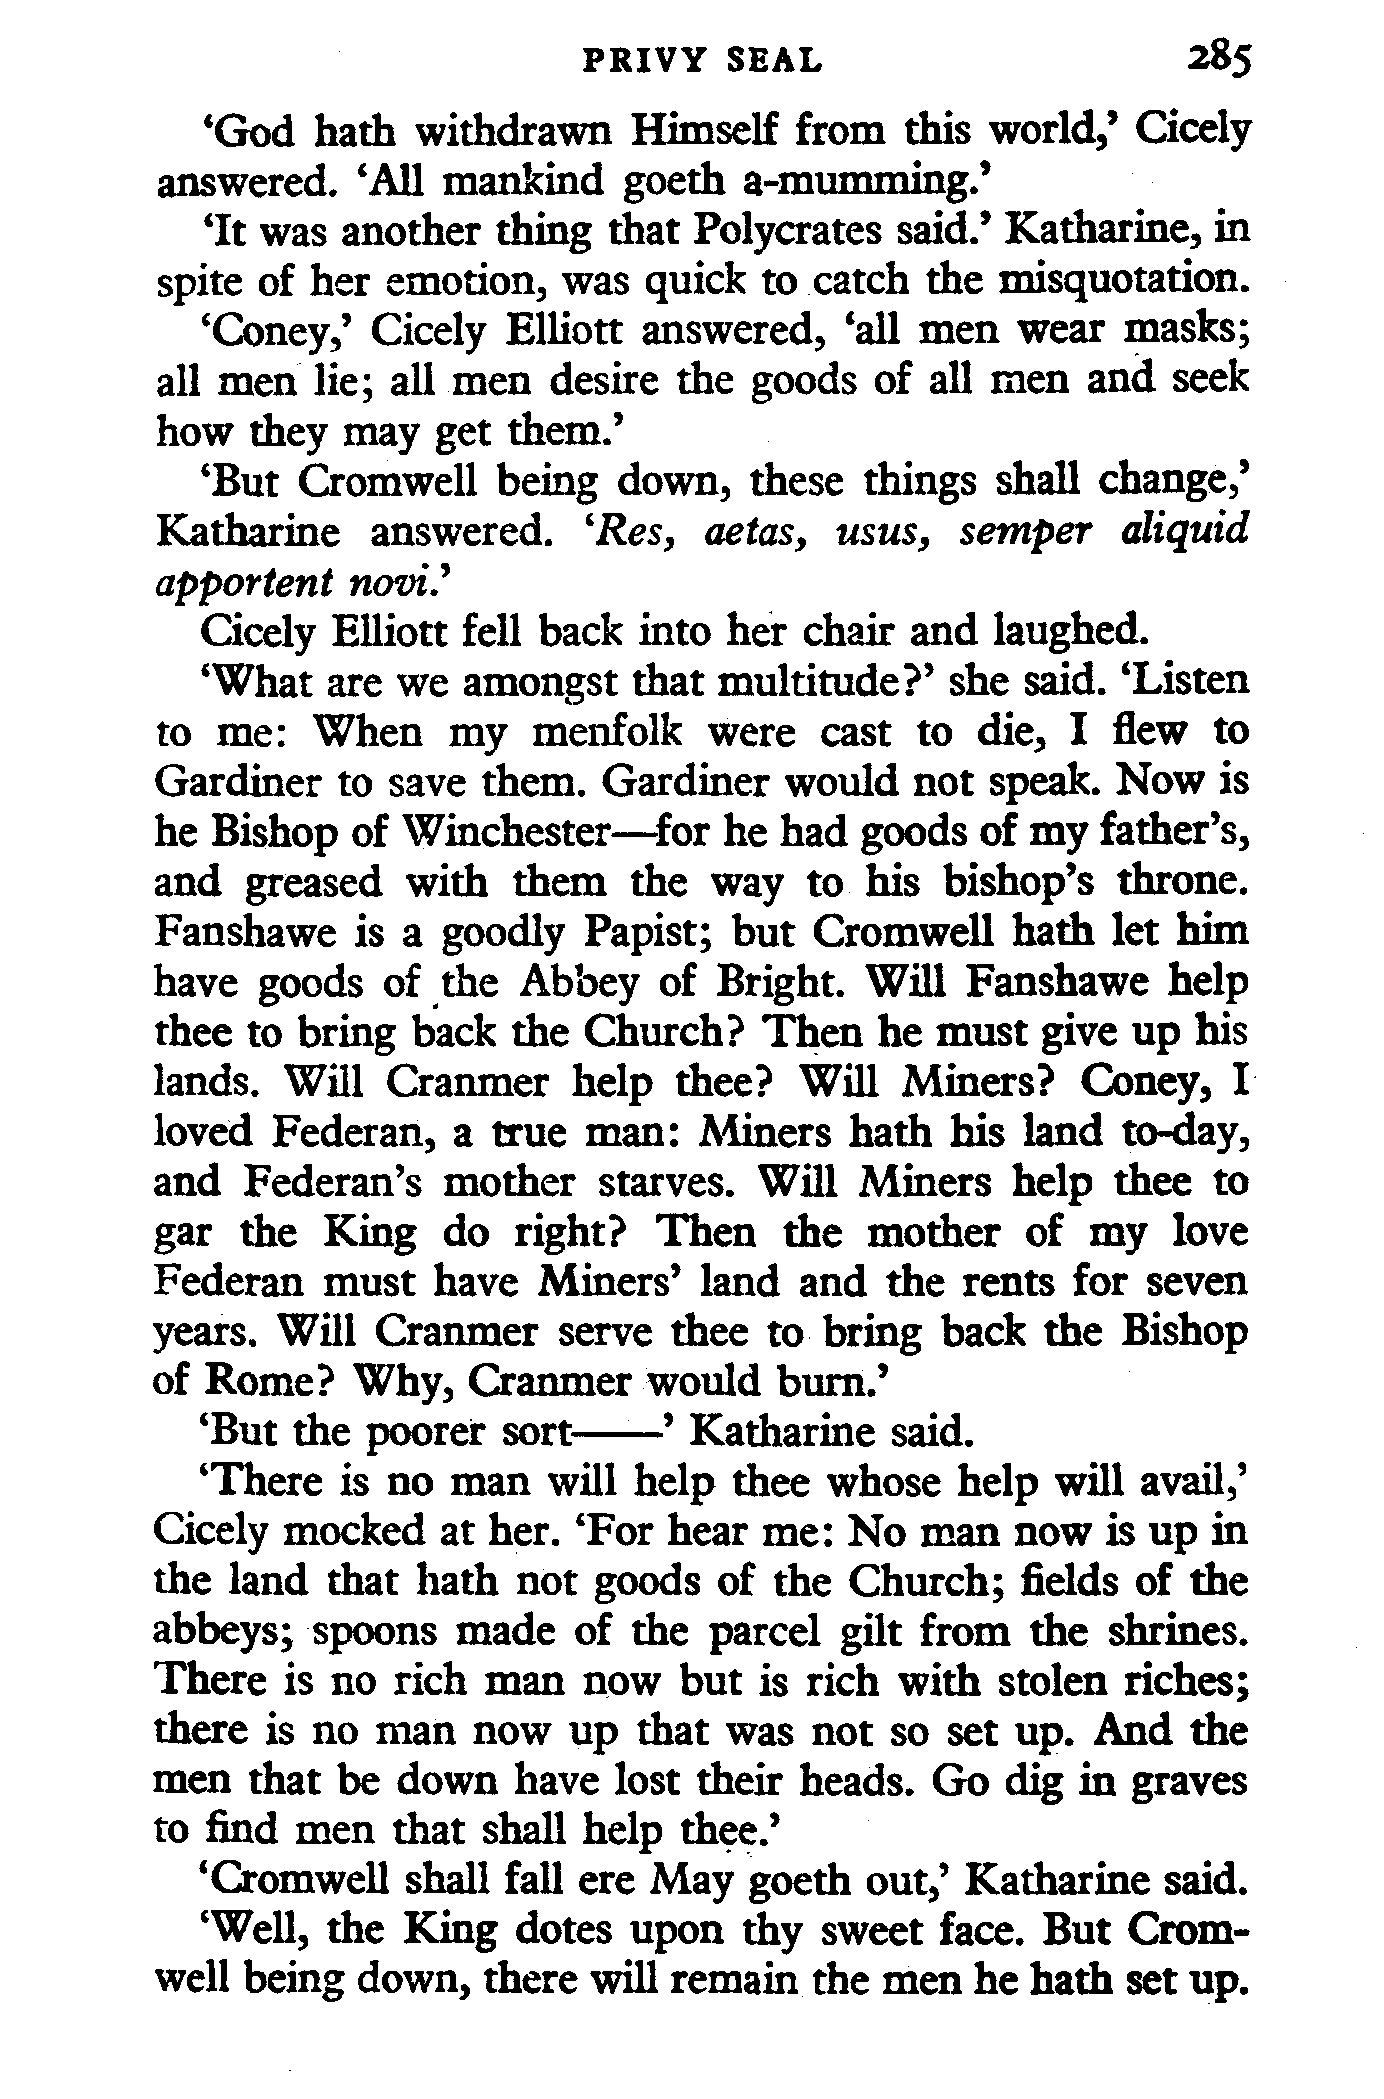 PRIVY SEAL 285
‘God hath withdrawn Himself from this world,’ Cicely
answered. ‘All mankind goeth a-mumming.’
‘It was another thing that Polycrates said.’ Katharine, in
spite of her emotion, was quick to catch the misquotation.
‘Coney,’ Cicely Elliott answered, ‘all men wear masks;
all men lie; all men desire the goods of all men and seek
how they may get them.’
‘But Cromwell being down, these things shall change,’
Katharine answered. ‘Res, aetas, usus, semper aliquid
apportent novi.’
Cicely Elliott fell back into her chair and laughed.
‘What are we amongst that multitude?’ she said. ‘Listen
to me: When my menfolk were cast to die, I flew to
Gardiner to save them. Gardiner would not speak. Now is
he Bishop of Winchester—for he had goods of my father’s,
and greased with them the way to his bishop’s throne.
Fanshawe is a goodly Papist; but Cromwell hath let him
have goods of the Abbey of Bright. Will Fanshawe help
thee to bring back the Church? Then he must give up his
lands. Will Cranmer help thee? Will Miners? Coney, I
loved Federan, a true man: Miners hath his land to-day,
and Federan’s mother starves. Will Miners help thee to
gar the King do right? Then the mother of my love
Federan must have Miners’ land and the rents for seven
years. Will Cranmer serve thee to bring back the Bishop
of Rome? Why, Cranmer would burn.’
‘But the poorer sort——’ Katharine said.
‘There is no man will help thee whose help will avail,’
Cicely mocked at her. ‘For hear me: No man now is up in
the land that hath not goods of the Church; fields of the
abbeys; spoons made of the parcel gilt from the shrines.
There is no rich man now but is rich with stolen riches;
there is no man now up that was not so set up. And the
men that be down have lost their heads. Go dig in graves
to find men that shall help thee.’
‘Cromwell shall fall ere May goeth out,’ Katharine said.
‘Well, the King dotes upon thy sweet face. But Crom-
well being down, there will remain the men he hath set up.